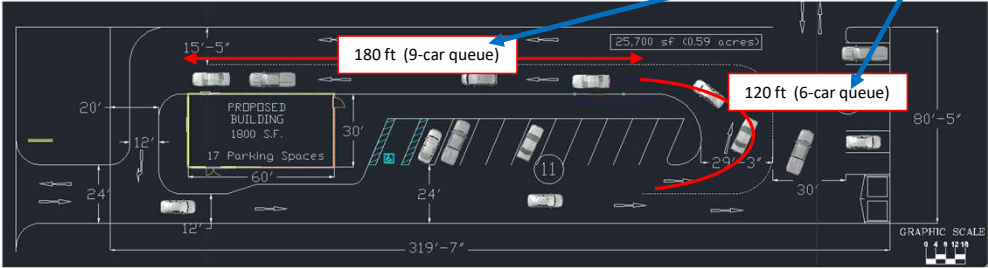 15'-5"
180 ft (9-car queue)
25,700 sf (0.59 acres)
120 ft (6-car queue)
20'
12'
PROPOSED
BUILDING
1800 S.F.
17 Parking Spaces
30'
60'
80'-5"
11
29'-3"
30'
24'
24'
12'
319'-7"
GRAPHIC SCALE
0 4 8 12 16